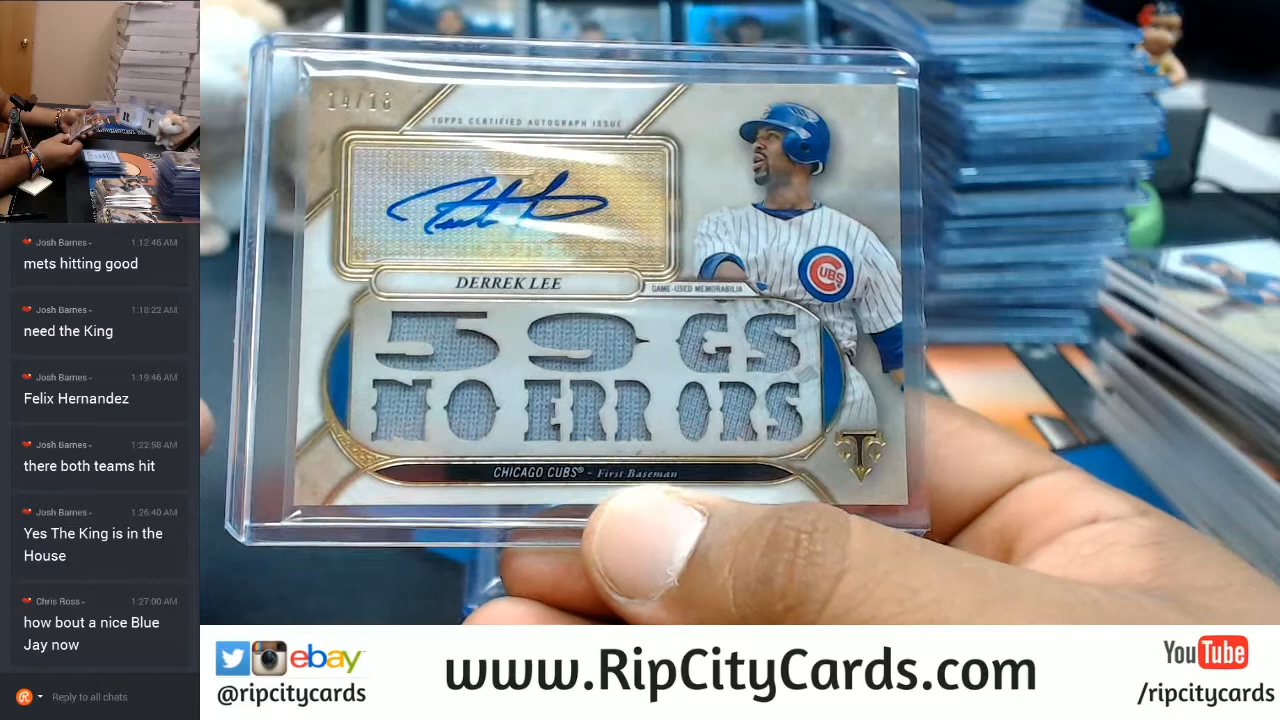 Josh Barnes- 1:12:46 AM
mets hitting good
Josh Barnes- 1:18:22 AM
need the King
Josh Barnes- 1:19:46 AM
Felix Hernandez
Josh Barnes- 1:22:58 AM
there both teams hit
Josh Barnes- 1:26:40 AM
Yes The King is in the
House
Chris Ross- 1:27:00 AM
how bout a nice Blue
Jay now
Reply to all chats
14/18
TOPPS CERTIFIED AUTOGRAPH ISSUE
CUBS
DERREK LEE
GAME-USED MEMORABILIA
59 GS
NO ERRORS
CHICAGO CUBS® - First Baseman
T
R T
ebay
@ripcitycards
www.RipCityCards.com
YouTube
/ripcitycards